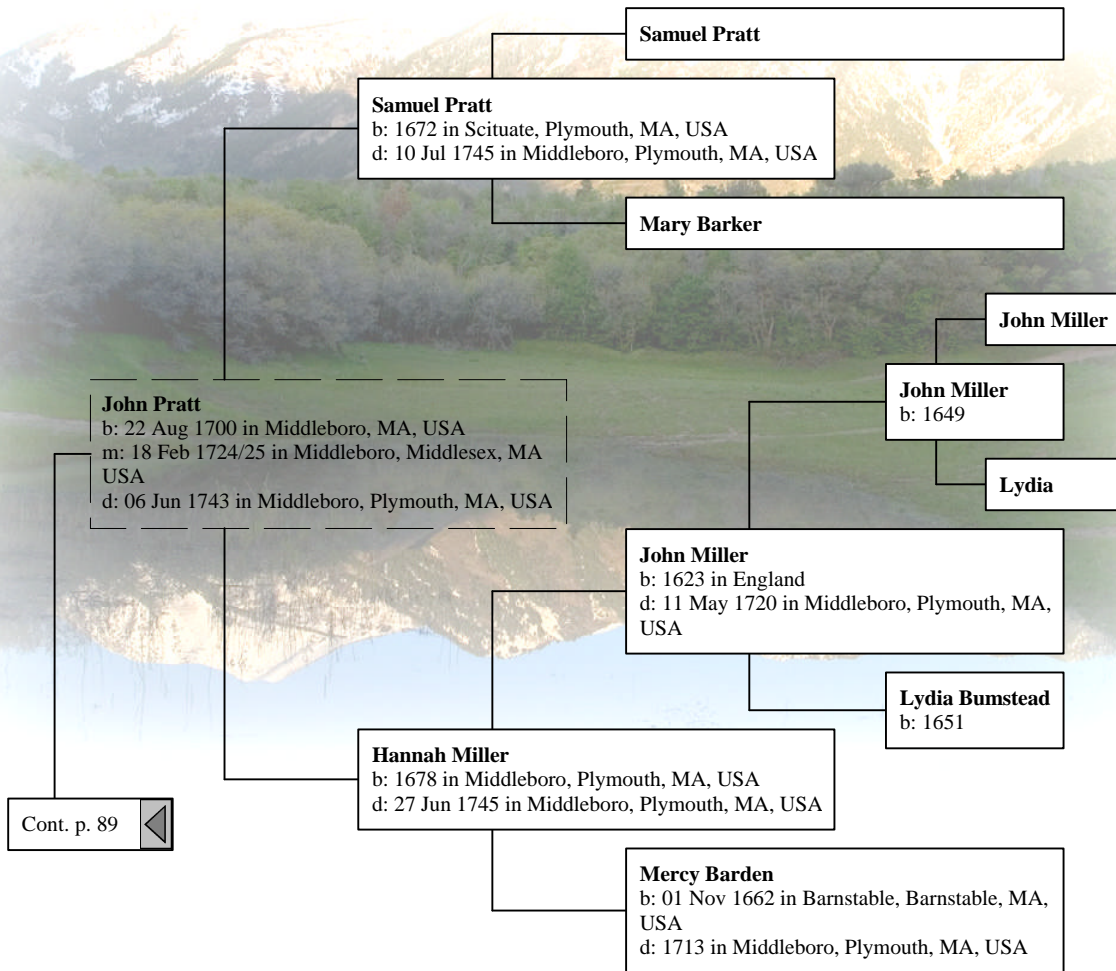 Samuel Pratt
Samuel Pratt
b: 1672 in Scituate, Plymouth, MA, USA
d: 10 Jul 1745 in Middleboro, Plymouth, MA, USA
Mary Barker
John Miller
John Miller
b: 1649
John Pratt
b: 22 Aug 1700 in Middleboro, MA, USA
m: 18 Feb 1724/25 in Middleboro, Middlesex, MA
USA
d: 06 Jun 1743 in Middleboro, Plymouth, MA, USA
Lydia
John Miller
b: 1623 in England
d: 11 May 1720 in Middleboro, Plymouth, MA,
USA
Lydia Bumstead
b: 1651
Hannah Miller
b: 1678 in Middleboro, Plymouth, MA, USA
d: 27 Jun 1745 in Middleboro, Plymouth, MA, USA
Cont. p. 89
Mercy Barden
b: 01 Nov 1662 in Barnstable, Barnstable, MA,
USA
d: 1713 in Middleboro, Plymouth, MA, USA